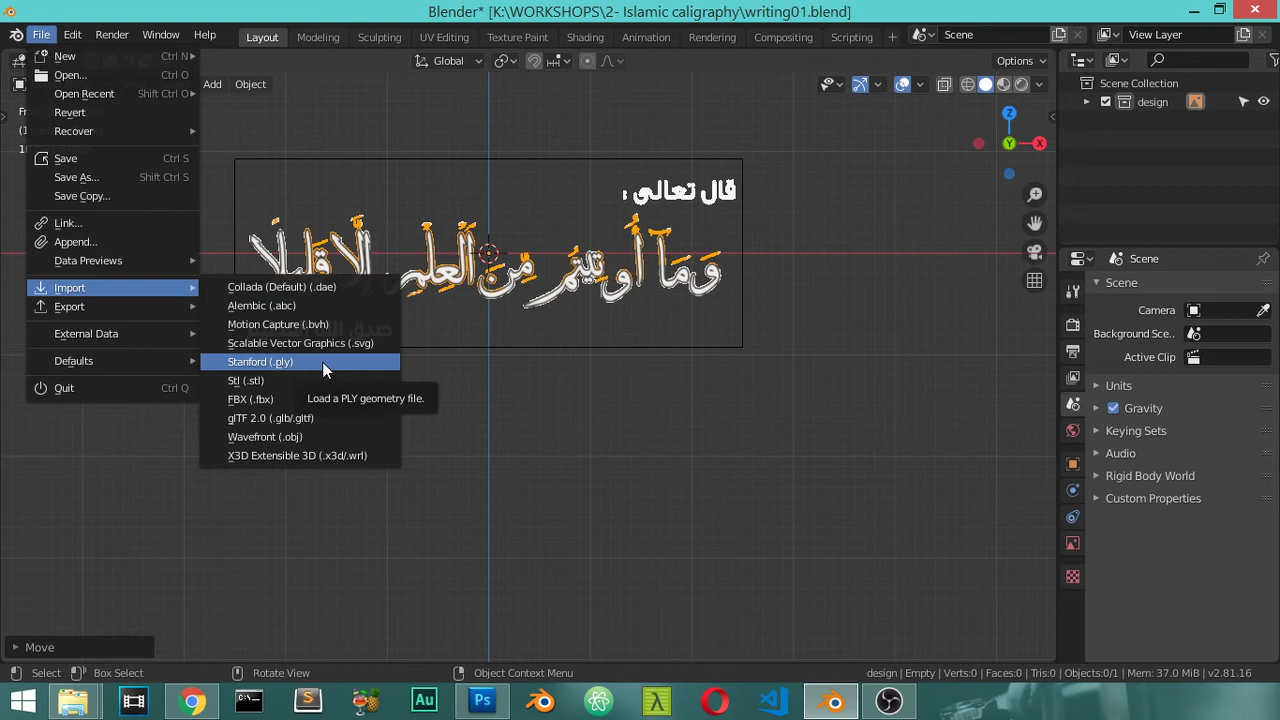 Blender* [K:\WORKSHOPS\2- Islamic caligraphy\writing01.blend]
File Edit Render Window Help
Layout Modeling Sculpting UV Editing Texture Paint Shading Animation Rendering Compositing Scripting +
Scene
View Layer
Global
Options
Add Object
New Ctrl N
Open... Ctrl O
Open Recent Shift Ctrl O
Revert
Recover
Save Ctrl S
Save As... Shift Ctrl S
Save Copy...
Link...
Append...
Data Previews
Import
Export
External Data
Defaults
Quit Ctrl Q
Collada (Default) (.dae)
Alembic (.abc)
Motion Capture (.bvh)
Scalable Vector Graphics (.svg)
Stanford (.ply)
Stl (.stl)
FBX (.fbx)
glTF 2.0 (.glb/.gltf)
Wavefront (.obj)
X3D Extensible 3D (.x3d/.wrl)
Load a PLY geometry file.
قال تعالى :
وَمَآ أُوتِيتُم مِّنَ ٱلْعِلْمِ إِلَّا قَلِيلًا
Z
Y
X
Scene Collection
design
Scene
Scene
Camera
Background Sce...
Active Clip
Units
Gravity
Keying Sets
Audio
Rigid Body World
Custom Properties
Move
Select
Box Select
Rotate View
Object Context Menu
design | Empty | Verts:0 | Faces:0 | Tris:0 | Objects:0/1 | Mem: 37.0 MiB | v2.81.16
Au
Ps